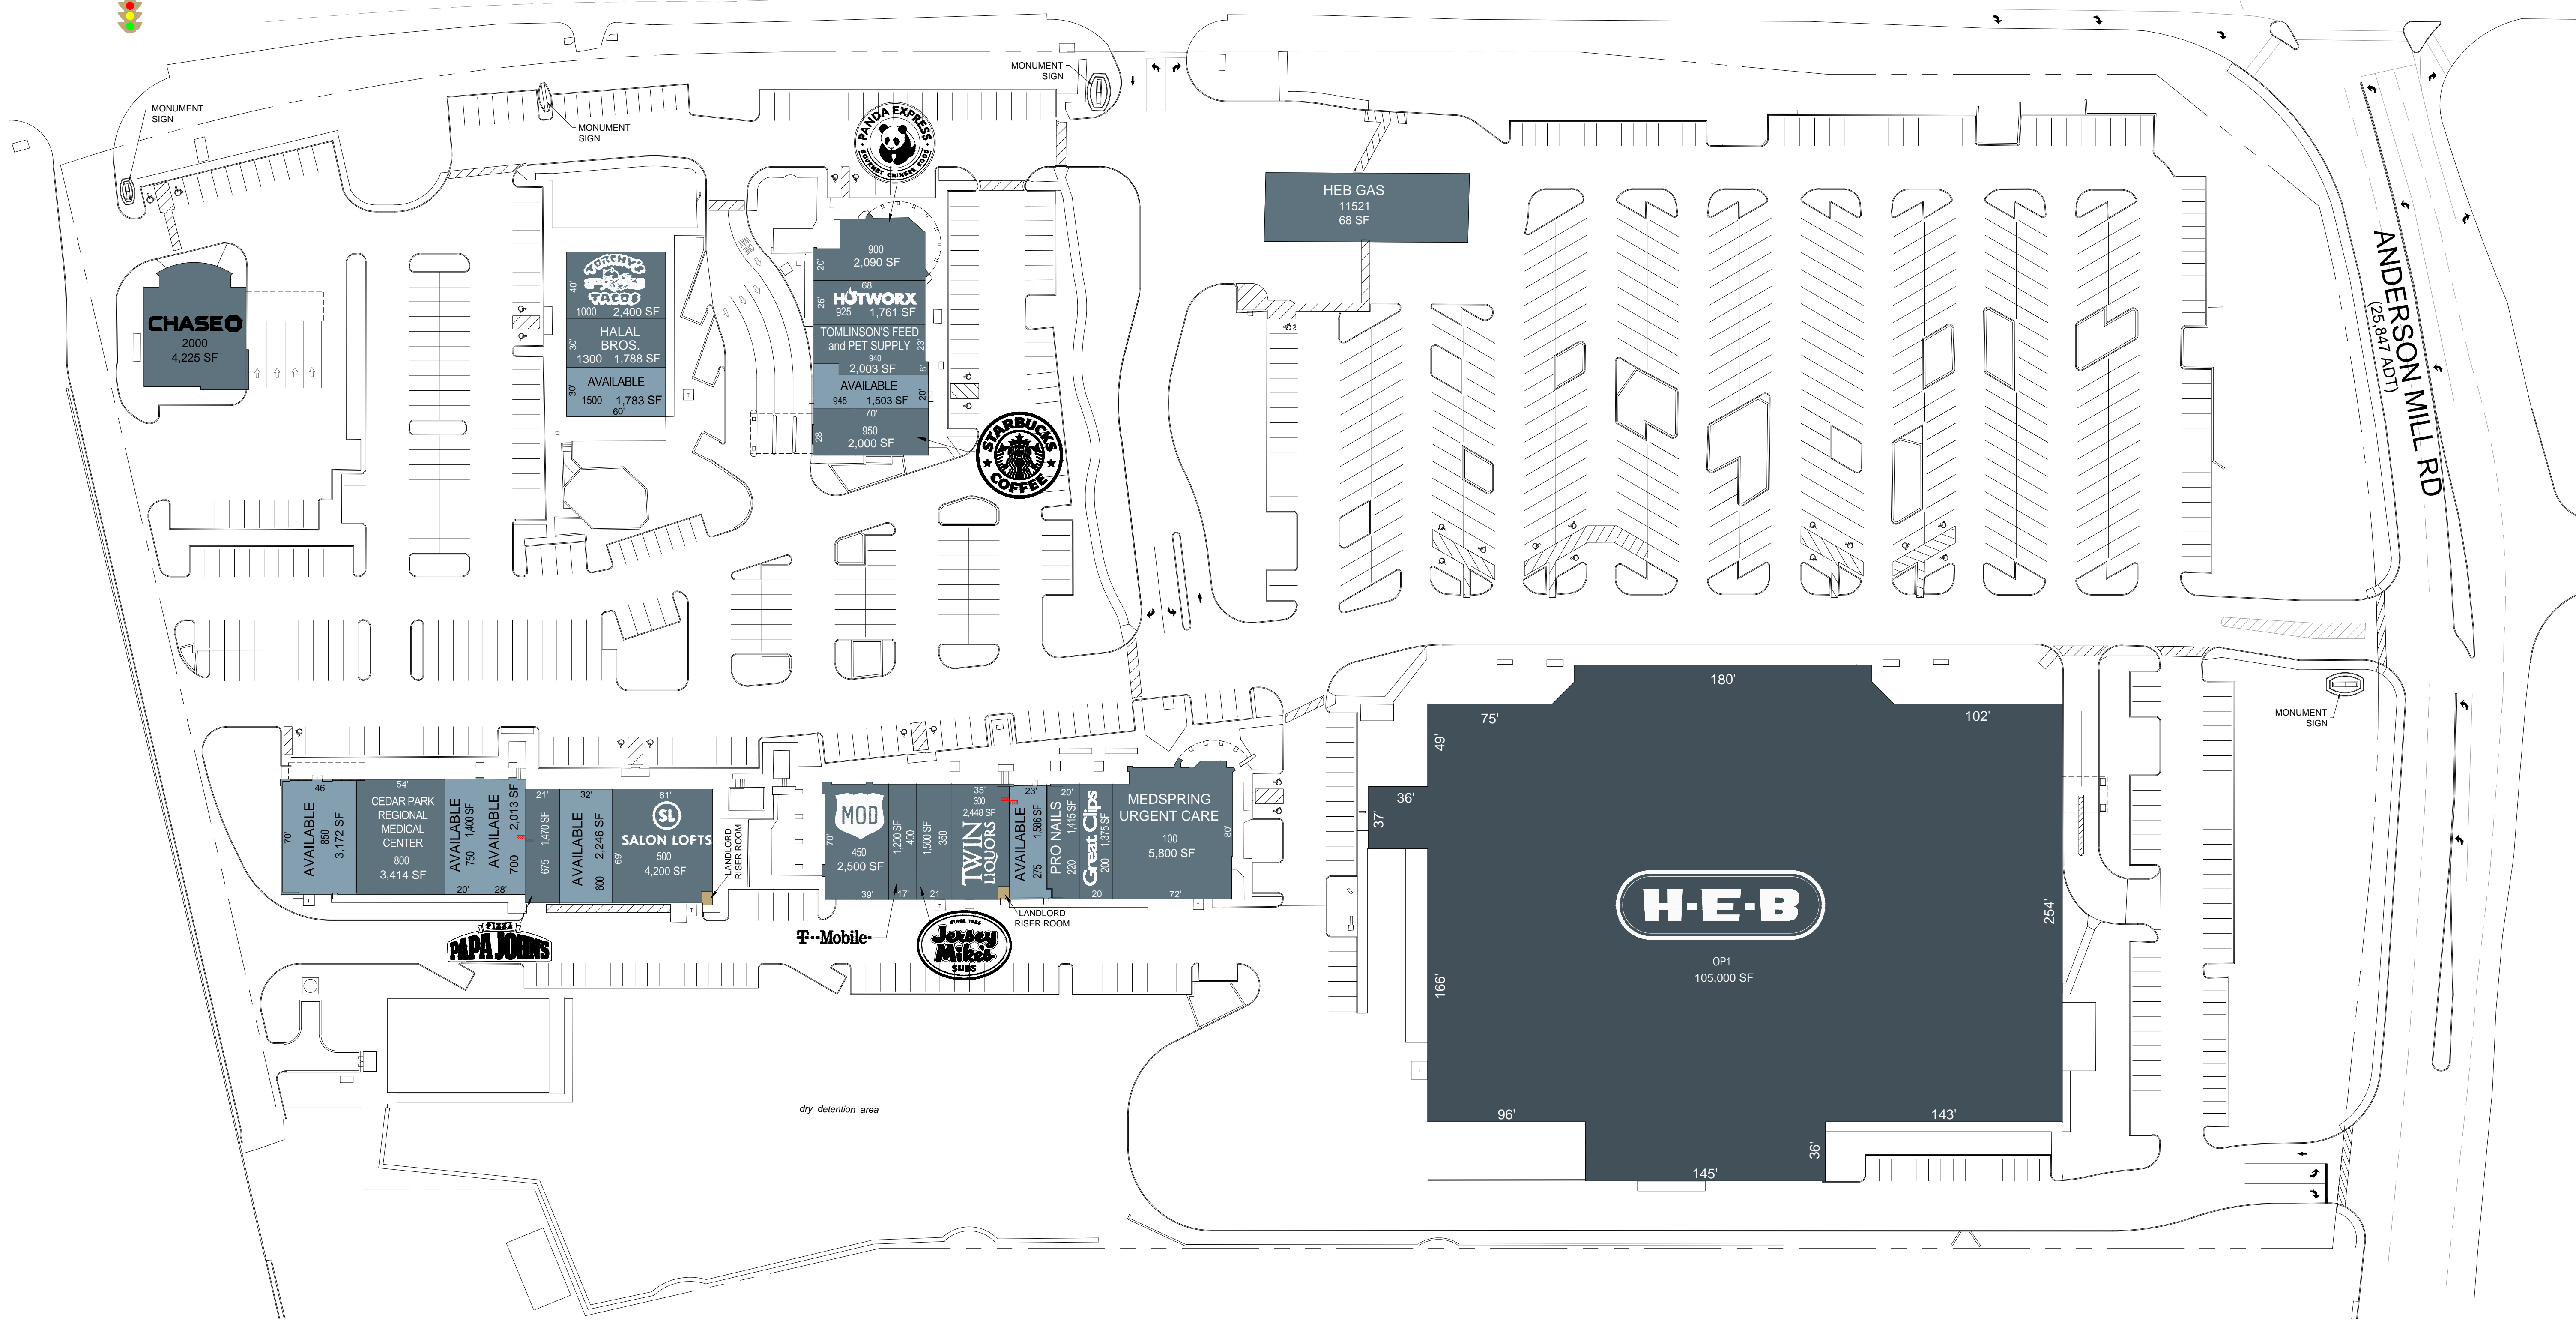 MONUMENT
SIGN
MONUMENT
SIGN
MONUMENT
SIGN
PANDA EXPRESS
GOURMET CHINESE FOOD
HEB GAS
11521
68 SF
ANDERSON MILL RD
(25,847 ADT)
CHASE
2000
4,225 SF
TORCHY'S
TACOS
40'
1000 2,400 SF
HALAL
BROS.
30'
1300 1,788 SF
AVAILABLE
30'
1500 1,783 SF
60'
ONE WAY
900
2,090 SF
20'
68'
HOTWORX
26'
925 1,761 SF
TOMLINSON'S FEED
and PET SUPPLY
23'
940
2,003 SF
8'
AVAILABLE
20'
945 1,503 SF
70'
950
2,000 SF
28'
STARBUCKS
COFFEE
T
MONUMENT
SIGN
46'
70'
AVAILABLE
850
3,172 SF
54'
CEDAR PARK
REGIONAL
MEDICAL
CENTER
800
3,414 SF
AVAILABLE
750 1,400 SF
20'
AVAILABLE
700 2,013 SF
28'
21'
675 1,470 SF
32'
AVAILABLE
600 2,246 SF
61'
69'
SL
SALON LOFTS
500
4,200 SF
LANDLORD
RISER ROOM
T
T
PIZZA
PAPA JOHNS
MOD
70'
450
2,500 SF
39'
1,200 SF
400
17'
1,500 SF
350
21'
35'
300
2,448 SF
TWIN
LIQUORS
23'
AVAILABLE
275 1,586 SF
20'
PRO NAILS
220 1,415 SF
Great Clips
200 1,375 SF
20'
MEDSPRING
URGENT CARE
100
5,800 SF
80'
72'
T
T
T··Mobile·
SINCE 1956
Jersey
Mike's
SUBS
LANDLORD
RISER ROOM
180'
75'
102'
49'
36'
37'
H-E-B
OP1
105,000 SF
254'
166'
T
96'
143'
36'
145'
dry detention area